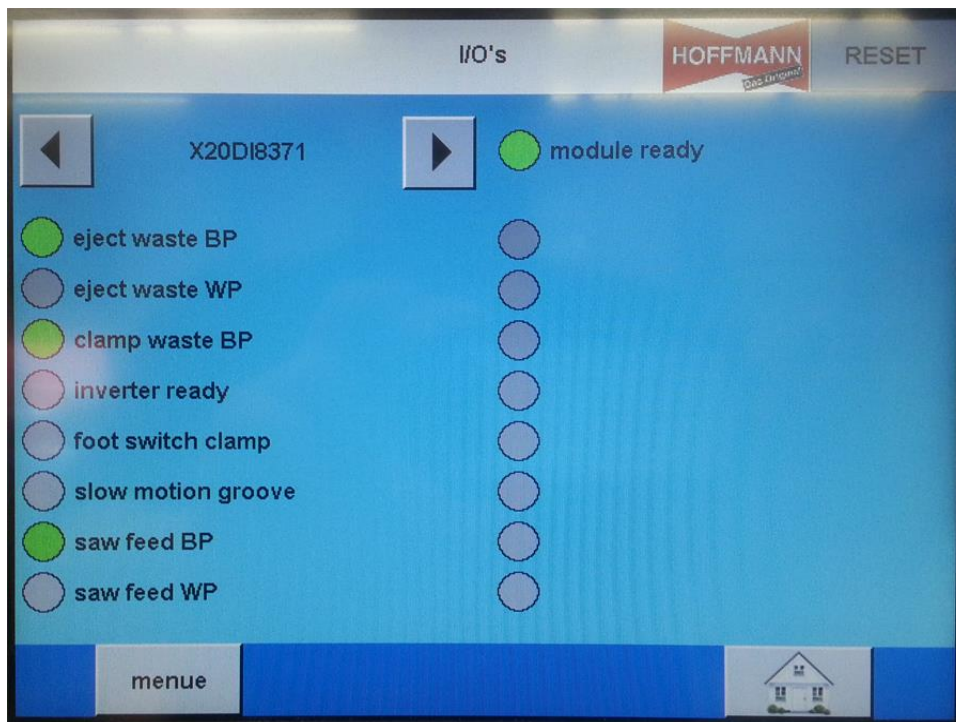 I/O's
HOFFMANN
Das Original
RESET
X20DI8371
module ready
eject waste BP
eject waste WP
clamp waste BP
inverter ready
foot switch clamp
slow motion groove
saw feed BP
saw feed WP
menue